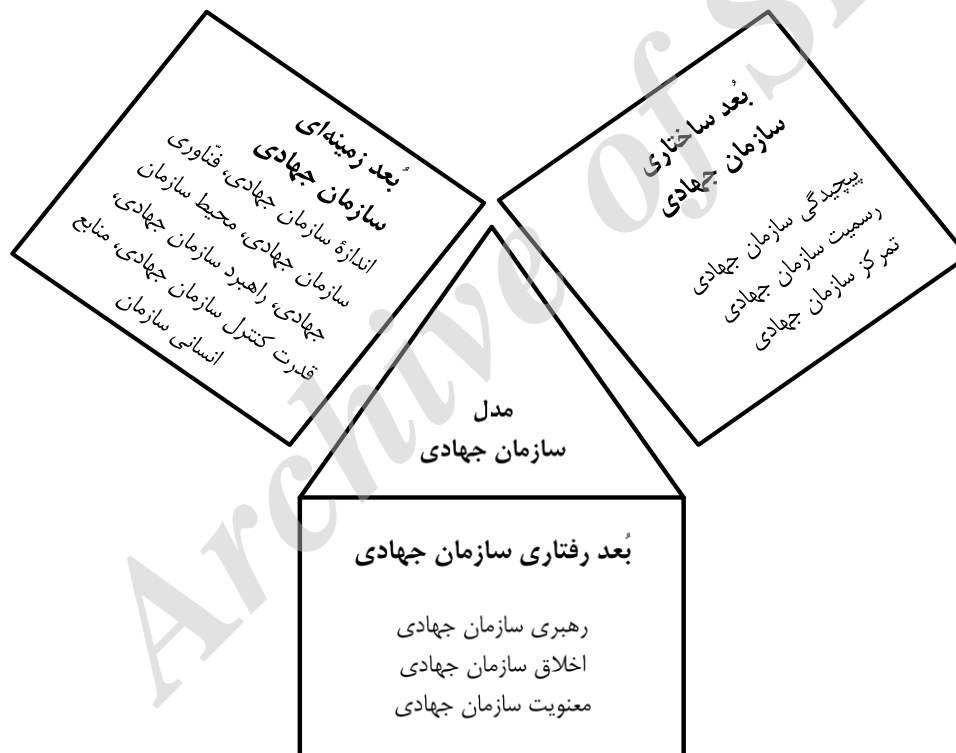 بُعد ساختاری
سازمان جهادی
پیچیدگی سازمان جهادی
رسمیت سازمان جهادی
تمرکز سازمان جهادی
بُعد زمینه‌ای
سازمان جهادی
اندازهٔ سازمان جهادی، فنّاوری
سازمان جهادی، محیط سازمان
جهادی، راهبرد سازمان جهادی،
قدرت کنترل سازمان جهادی، منابع
انسانی سازمان
مدل
سازمان جهادی
بُعد رفتاری سازمان جهادی
رهبری سازمان جهادی
اخلاق سازمان جهادی
معنویت سازمان جهادی
Archive of